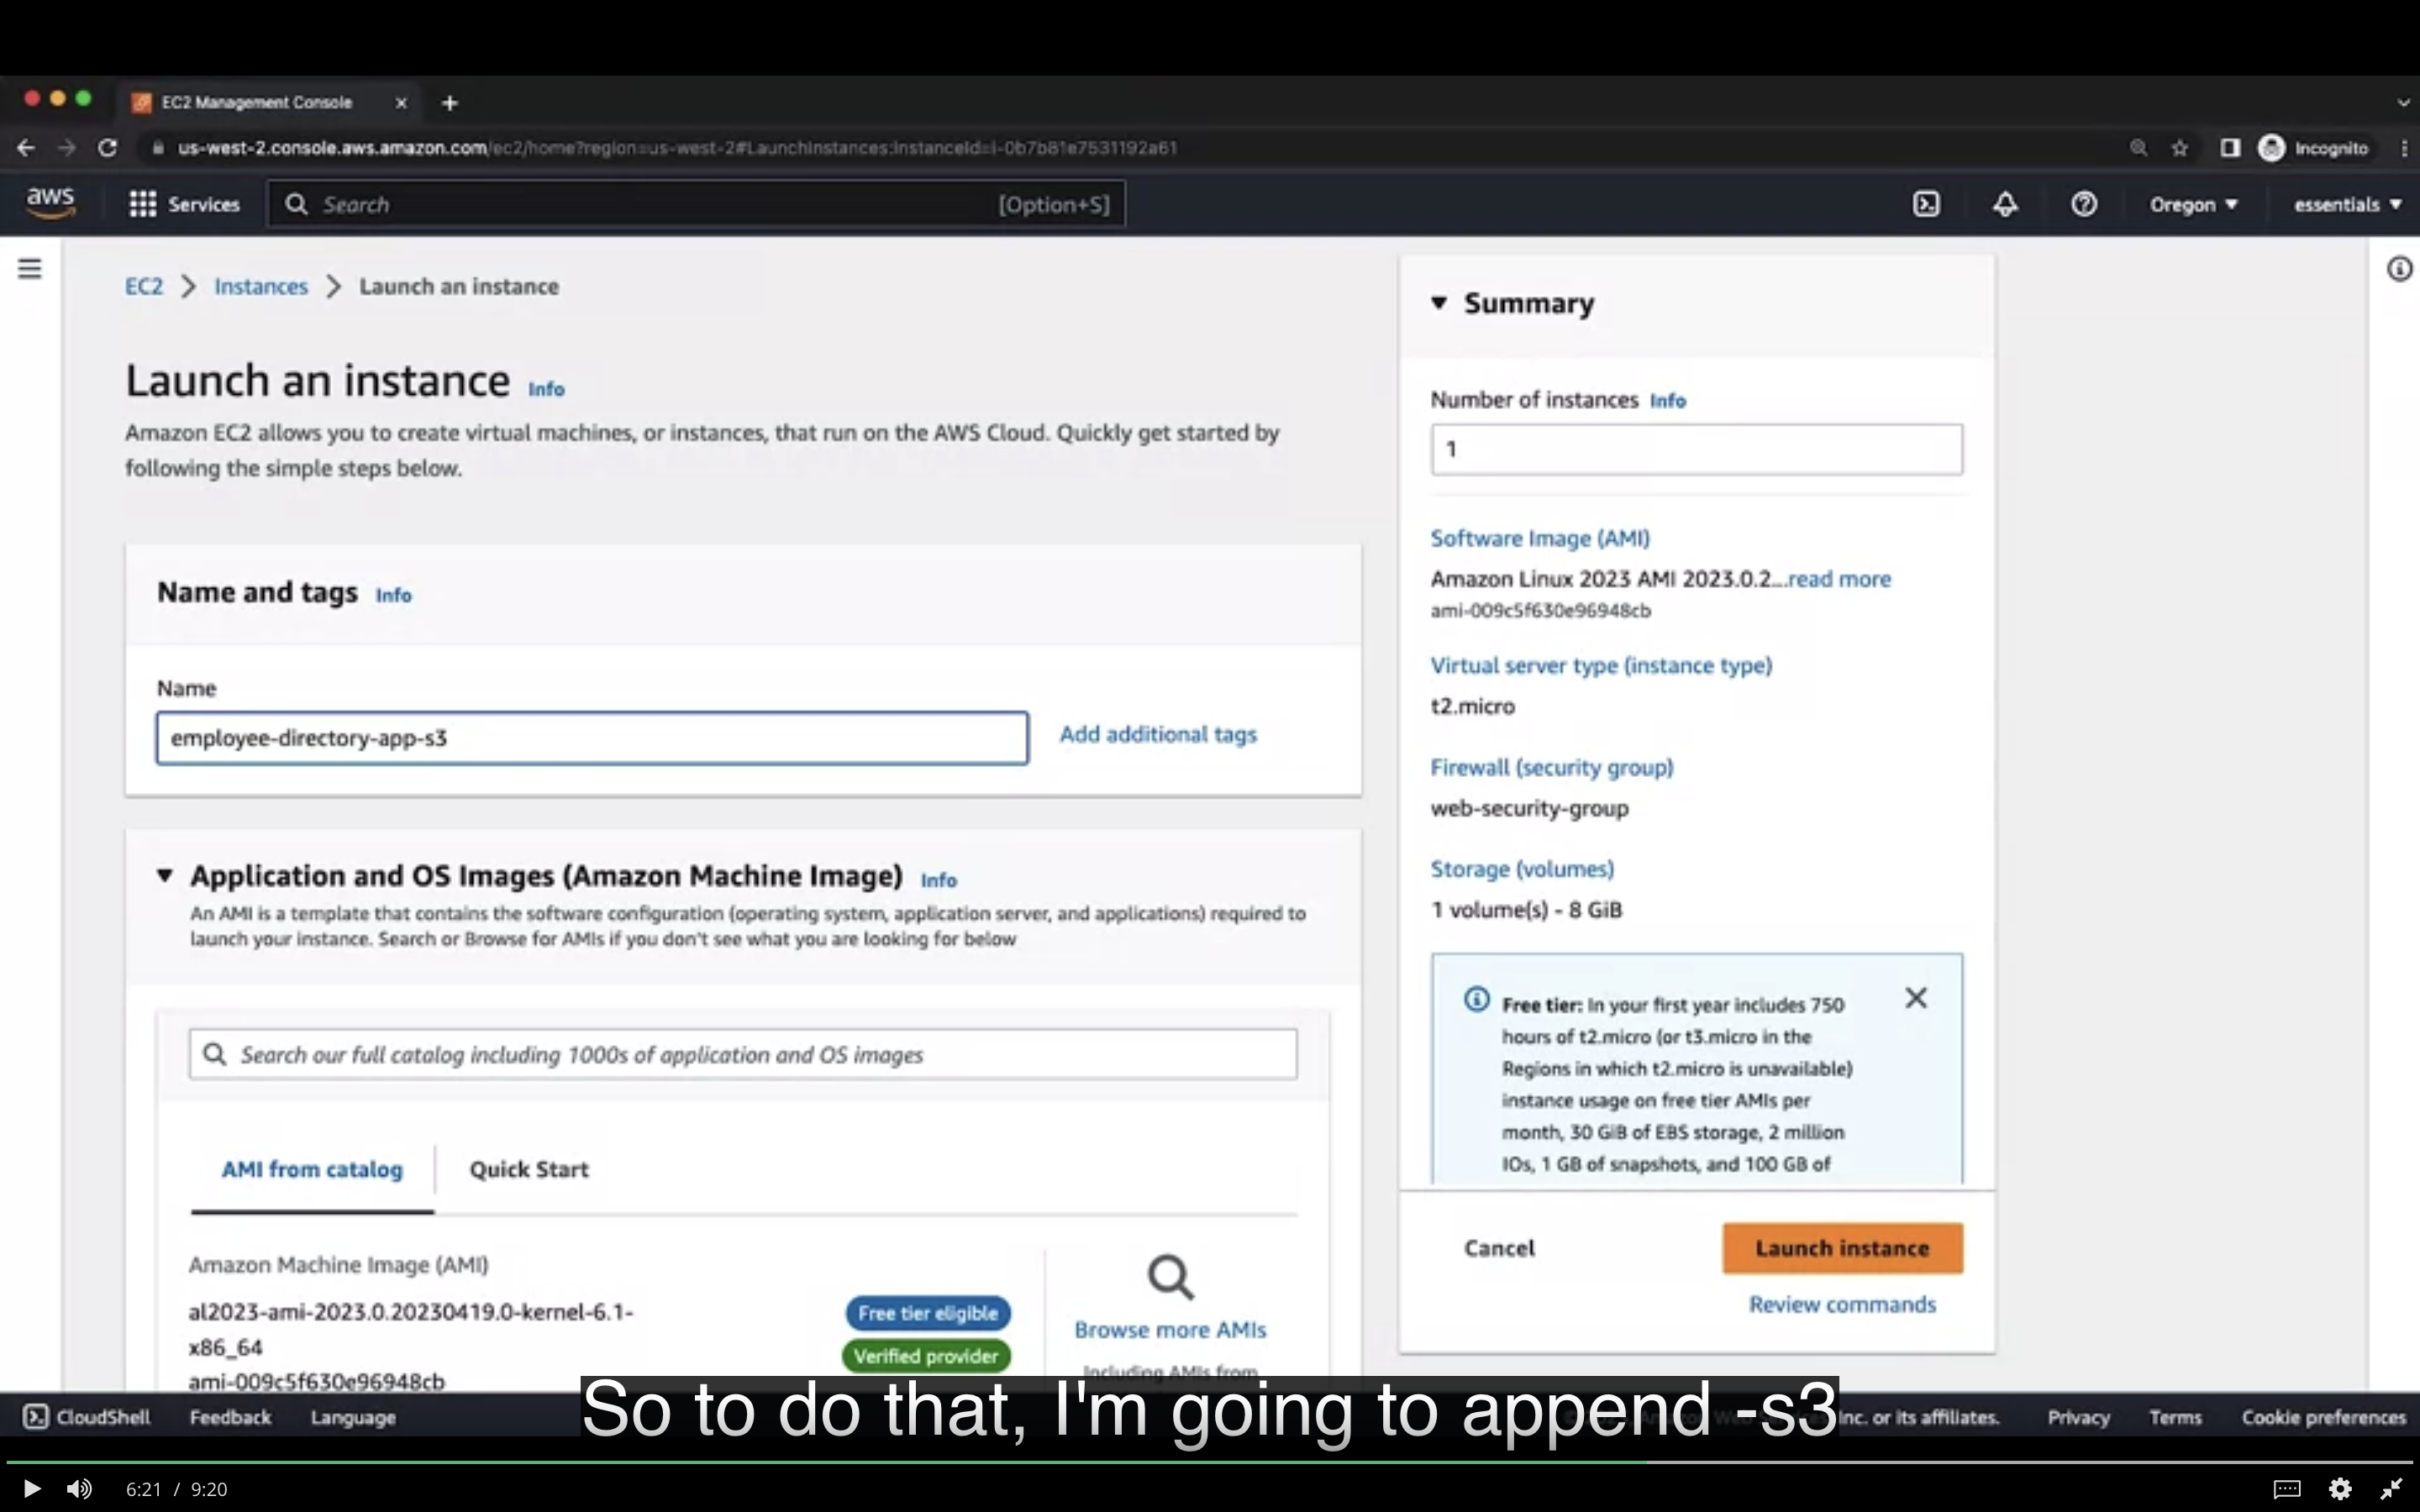 EC2 Management Console
us-west-2.console.aws.amazon.com/ec2/home?region=us-west-2#LaunchInstances:instanceId=i-0b7b81e7531192a61
Incognito
aws
Services
Search
[Option+S]
Oregon
essentials
EC2 > Instances > Launch an instance
Launch an instance Info
Amazon EC2 allows you to create virtual machines, or instances, that run on the AWS Cloud. Quickly get started by
following the simple steps below.
Name and tags Info
Name
employee-directory-app-s3
Add additional tags
Application and OS Images (Amazon Machine Image) Info
An AMI is a template that contains the software configuration (operating system, application server, and applications) required to
launch your instance. Search or Browse for AMIs if you don't see what you are looking for below
Search our full catalog including 1000s of application and OS images
AMI from catalog
Quick Start
Amazon Machine Image (AMI)
al2023-ami-2023.0.20230419.0-kernel-6.1-
x86_64
ami-009c5f630e96948cb
Free tier eligible
Verified provider
Browse more AMIs
Including AMIs from
Summary
Number of instances Info
1
Software Image (AMI)
Amazon Linux 2023 AMI 2023.0.2...read more
ami-009c5f630e96948cb
Virtual server type (instance type)
t2.micro
Firewall (security group)
web-security-group
Storage (volumes)
1 volume(s) - 8 GiB
Free tier: In your first year includes 750
hours of t2.micro (or t3.micro in the
Regions in which t2.micro is unavailable)
instance usage on free tier AMIs per
month, 30 GiB of EBS storage, 2 million
IOs, 1 GB of snapshots, and 100 GB of
Cancel
Launch instance
Review commands
CloudShell
Feedback
Language
So to do that, I'm going to append -s3
Inc. or its affiliates.
Privacy
Terms
Cookie preferences
6:21 / 9:20